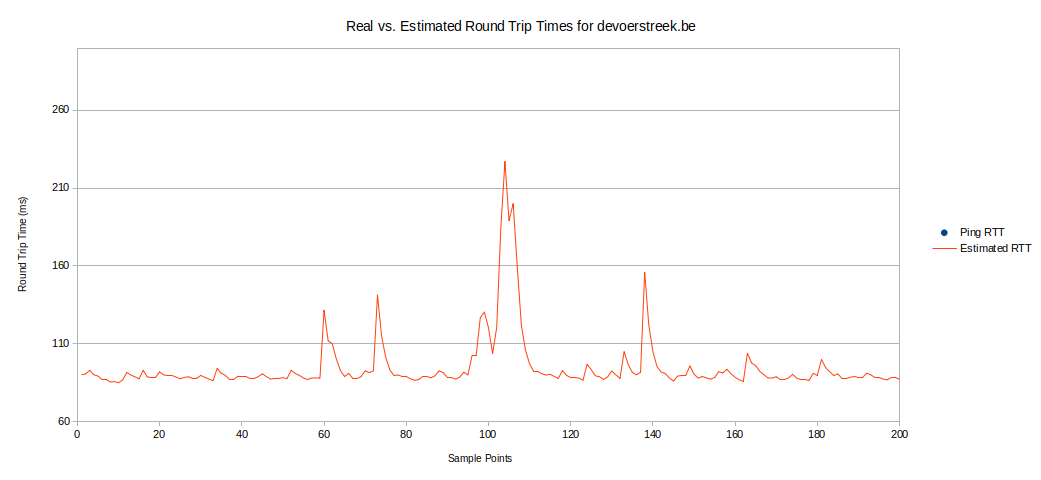 Real vs. Estimated Round Trip Times for devoerstreek.be
260
210
160
110
60
Round Trip Time (ms)
0 20 40 60 80 100 120 140 160 180 200
Sample Points
Ping RTT
Estimated RTT